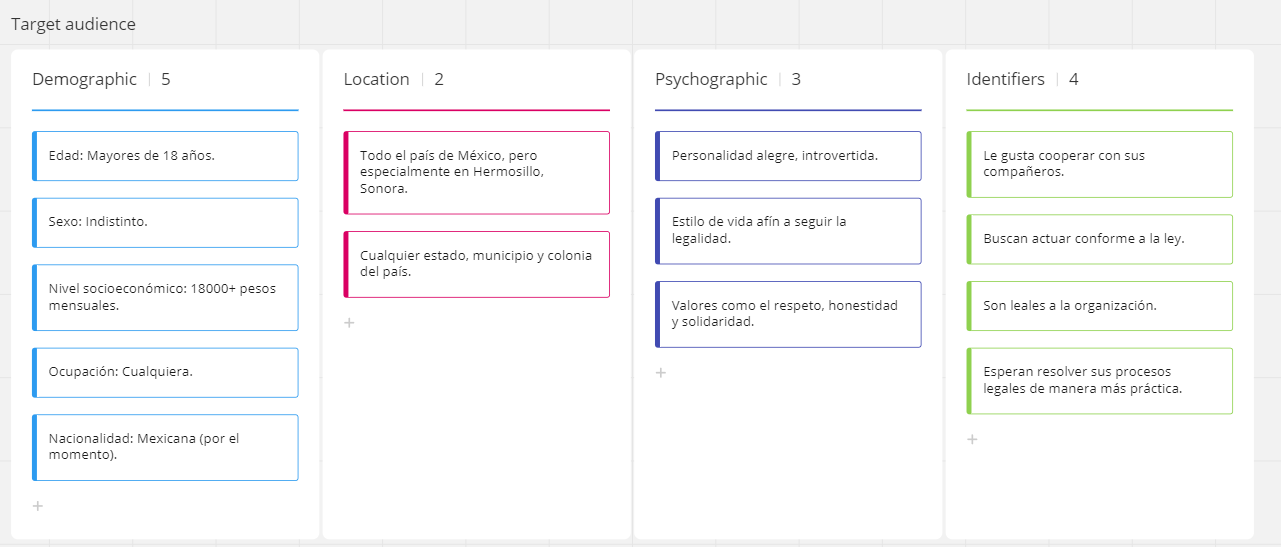 Target audience
Demographic | 5
Edad: Mayores de 18 años.
Sexo: Indistinto.
Nivel socioeconómico: 18000+ pesos
mensuales.
Ocupación: Cualquiera.
Nacionalidad: Mexicana (por el
momento).
+
Location | 2
Todo el país de México, pero
especialmente en Hermosillo,
Sonora.
Cualquier estado, municipio y colonia
del país.
+
Psychographic | 3
Personalidad alegre, introvertida.
Estilo de vida afín a seguir la
legalidad.
Valores como el respeto, honestidad
y solidaridad.
+
Identifiers | 4
Le gusta cooperar con sus
compañeros.
Buscan actuar conforme a la ley.
Son leales a la organización.
Esperan resolver sus procesos
legales de manera más práctica.
+